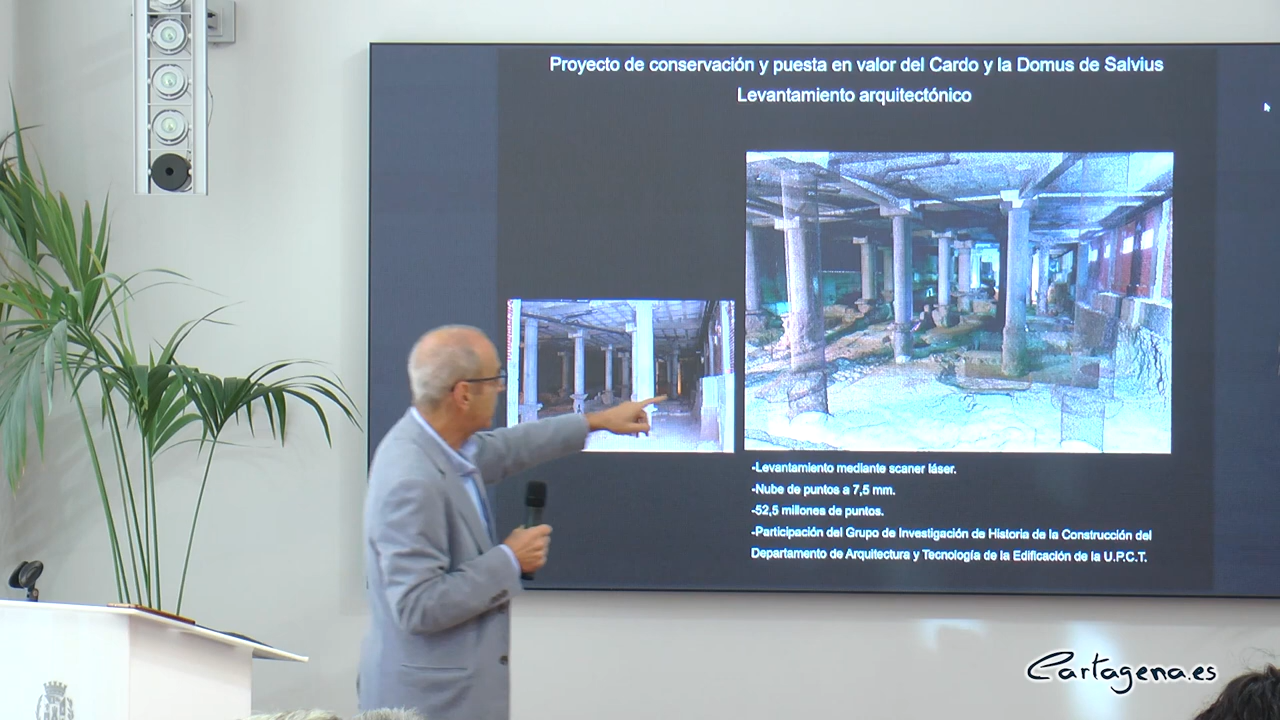 Proyecto de conservación y puesta en valor del Cardo y la Domus de Salvius
Levantamiento arquitectónico
-Levantamiento mediante scaner láser.
-Nube de puntos a 7,5 mm.
-52,5 millones de puntos.
-Participación del Grupo de Investigación de Historia de la Construcción del
Departamento de Arquitectura y Tecnología de la Edificación de la U.P.C.T.
Cartagena.es